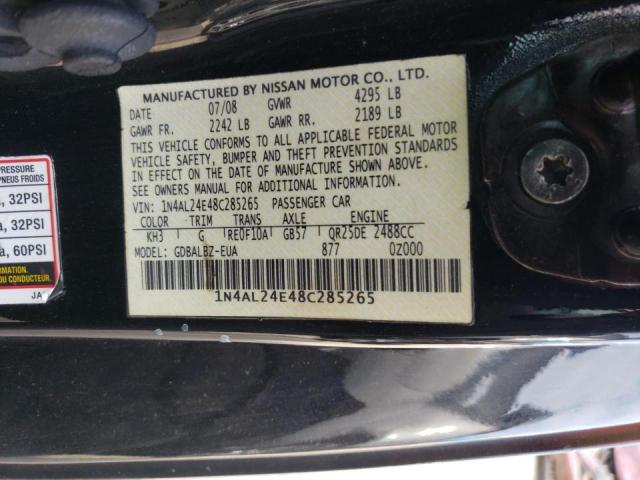 MANUFACTURED BY NISSAN MOTOR CO., LTD.
DATE 07/08 GVWR 4295 LB
GAWR FR. 2242 LB GAWR RR. 2189 LB
THIS VEHICLE CONFORMS TO ALL APPLICABLE FEDERAL MOTOR
VEHICLE SAFETY, BUMPER AND THEFT PREVENTION STANDARDS
IN EFFECT ON THE DATE OF MANUFACTURE SHOWN ABOVE.
SEE OWNERS MANUAL FOR ADDITIONAL INFORMATION.
VIN: 1N4AL24E48C285265 PASSENGER CAR
COLOR TRIM TRANS AXLE ENGINE
KH3 G RE0F10A GB57 QR25DE 2488CC
MODEL: GDBALBZ-EUA 877 0Z000
1N4AL24E48C285265
PRESSURE
PNEUS FROIDS
a, 32PSI
a, 32PSI
a, 60PSI
JA